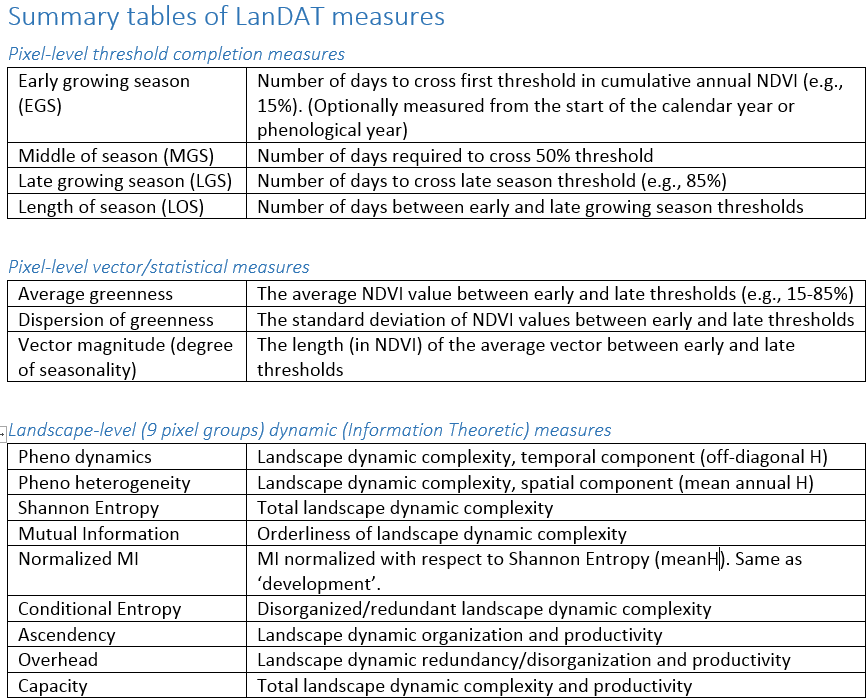 Summary tables of LanDAT measures
Pixel-level threshold completion measures
Early growing season (EGS)
Number of days to cross first threshold in cumulative annual NDVI (e.g.,
15%). (Optionally measured from the start of the calendar year or
phenological year)
Middle of season (MGS)
Number of days required to cross 50% threshold
Late growing season (LGS)
Number of days to cross late season threshold (e.g., 85%)
Length of season (LOS)
Number of days between early and late growing season thresholds
Pixel-level vector/statistical measures
Average greenness
The average NDVI value between early and late thresholds (e.g., 15-85%)
Dispersion of greenness
The standard deviation of NDVI values between early and late thresholds
Vector magnitude (degree
of seasonality)
The length (in NDVI) of the average vector between early and late
thresholds
Landscape-level (9 pixel groups) dynamic (Information Theoretic) measures
Pheno dynamics
Landscape dynamic complexity, temporal component (off-diagonal H)
Pheno heterogeneity
Landscape dynamic complexity, spatial component (mean annual H)
Shannon Entropy
Total landscape dynamic complexity
Mutual Information
Orderliness of landscape dynamic complexity
Normalized MI
MI normalized with respect to Shannon Entropy (meanH). Same as
‘development’.
Conditional Entropy
Disorganized/redundant landscape dynamic complexity
Ascendency
Landscape dynamic organization and productivity
Overhead
Landscape dynamic redundancy/disorganization and productivity
Capacity
Total landscape dynamic complexity and productivity